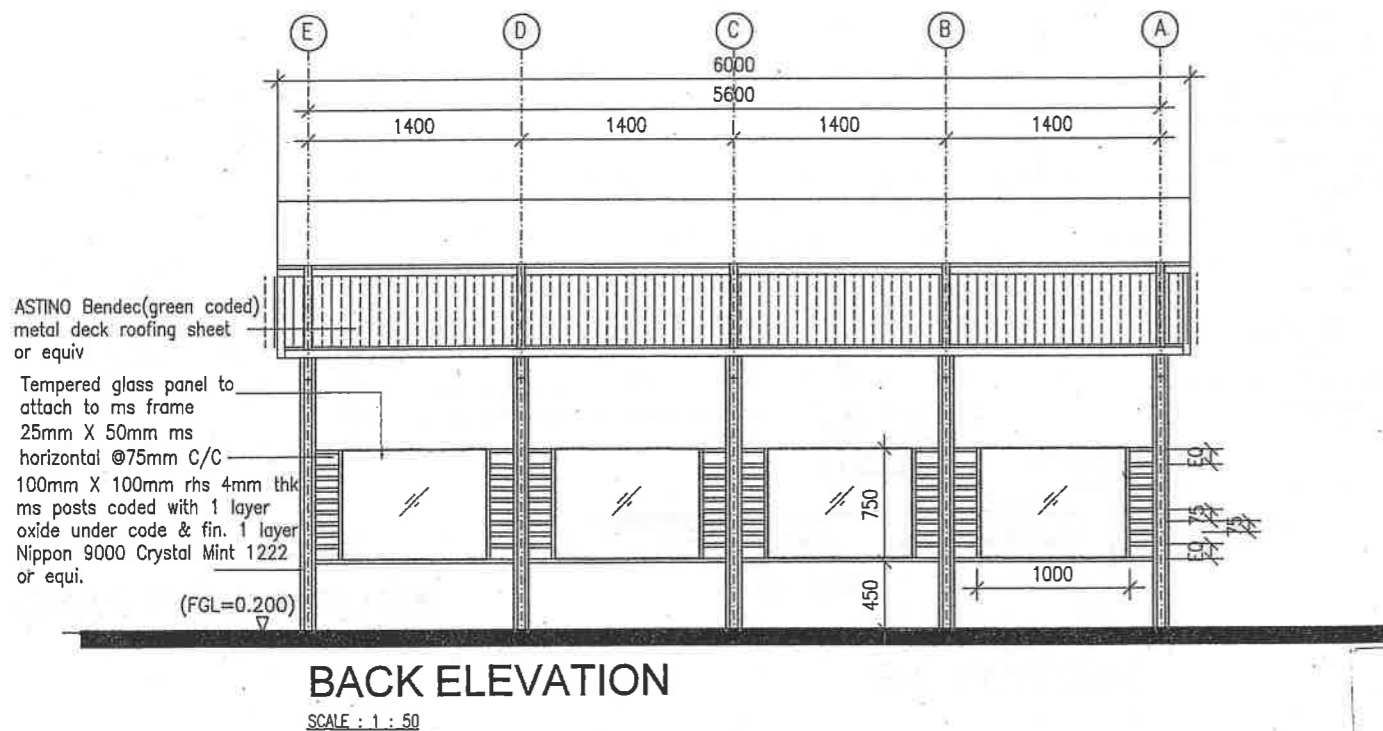 E D C B A
6000
5600
1400 1400 1400 1400
ASTINO Bendec(green coded)
metal deck roofing sheet
or equiv
Tempered glass panel to
attach to ms frame
25mm X 50mm ms
horizontal @75mm C/C
100mm X 100mm rhs 4mm thk
ms posts coded with 1 layer
oxide under code & fin. 1 layer
Nippon 9000 Crystal Mint 1222
or equi.
(FGL=0.200)
750
450
1000
EQ
75
75
EQ
BACK ELEVATION
SCALE : 1 : 50